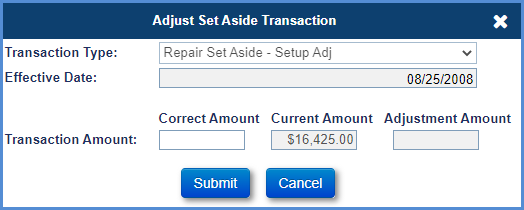 Adjust Set Aside Transaction
Transaction Type: Repair Set Aside - Setup Adj
Effective Date: 08/25/2008
Correct Amount Current Amount Adjustment Amount
Transaction Amount: $16,425.00
Submit Cancel